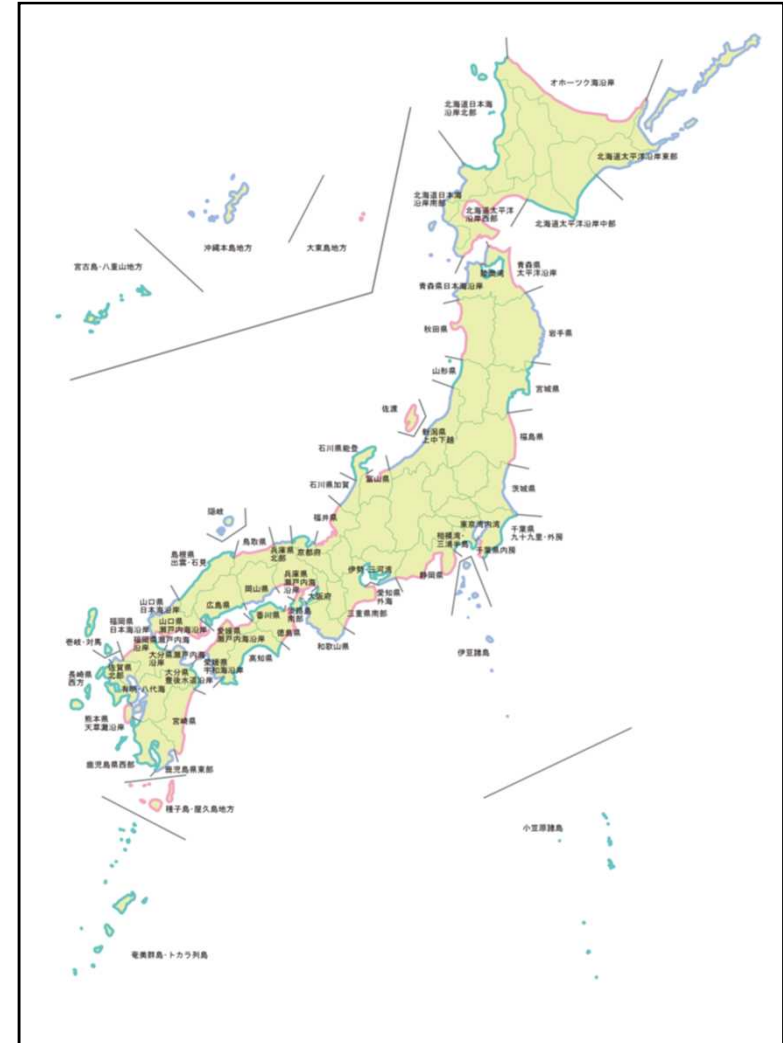 オホーツク海沿岸
北海道日本海
沿岸北部
北海道太平洋沿岸東部
北海道日本海
沿岸南部
北海道太平洋
沿岸西部
北海道太平洋沿岸中部
沖縄本島地方
大東島地方
宮古島・八重山地方
陸奥湾
青森県
太平洋沿岸
青森県日本海沿岸
秋田県
岩手県
山形県
宮城県
佐渡
新潟県
上中下越
福島県
石川県能登
富山県
石川県加賀
茨城県
隠岐
福井県
東京湾内湾
千葉県
九十九里・外房
相模湾・
三浦半島
千葉県内房
鳥取県
兵庫県
北部
京都府
島根県
出雲・石見
伊勢・三河湾
静岡県
兵庫県
瀬戸内海
沿岸
岡山県
大阪府
愛知県
外海
山口県
日本海沿岸
広島県
淡路島
南部
三重県南部
香川県
福岡県
日本海沿岸
山口県
瀬戸内海沿岸
徳島県
愛媛県
瀬戸内海沿岸
和歌山県
壱岐・対馬
福岡県瀬戸内海
沿岸
伊豆諸島
大分県瀬戸内海
沿岸
高知県
佐賀県
北部
愛媛県
宇和海沿岸
長崎県
西方
大分県
豊後水道沿岸
有明・八代海
熊本県
天草灘沿岸
宮崎県
鹿児島県西部
鹿児島県東部
種子島・屋久島地方
小笠原諸島
奄美群島・トカラ列島